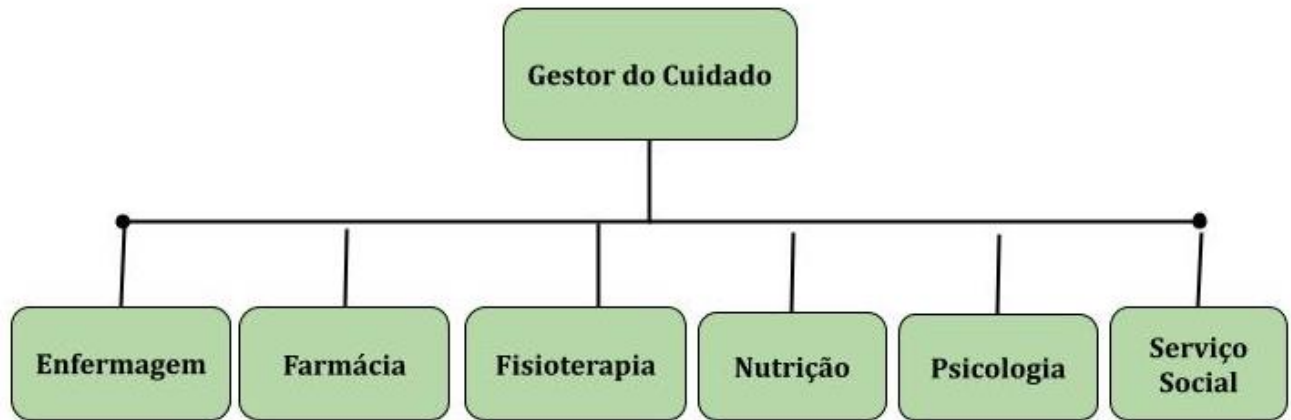 Gestor do Cuidado
Enfermagem
Farmácia
Fisioterapia
Nutrição
Psicologia
Serviço
Social